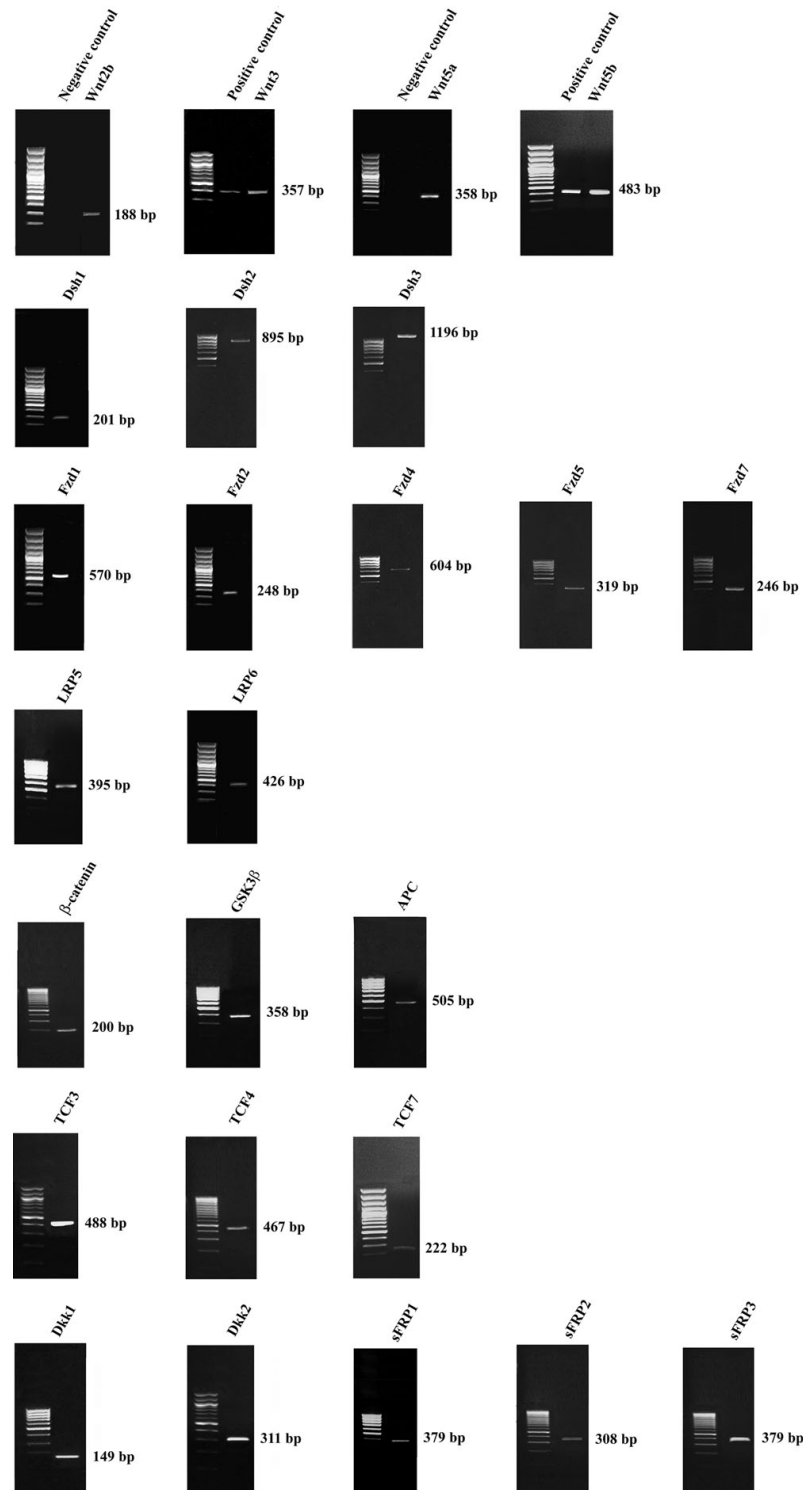 Negative control
Wnt2b
188 bp
Positive control
Wnt3
357 bp
Negative control
Wnt5a
358 bp
Positive control
Wnt5b
483 bp
Dsh1
201 bp
Dsh2
895 bp
Dsh3
1196 bp
Fzd1
570 bp
Fzd2
248 bp
Fzd4
604 bp
Fzd5
319 bp
Fzd7
246 bp
LRP5
395 bp
LRP6
426 bp
β-catenin
200 bp
GSK3β
358 bp
APC
505 bp
TCF3
488 bp
TCF4
467 bp
TCF7
222 bp
Dkk1
149 bp
Dkk2
311 bp
sFRP1
379 bp
sFRP2
308 bp
sFRP3
379 bp